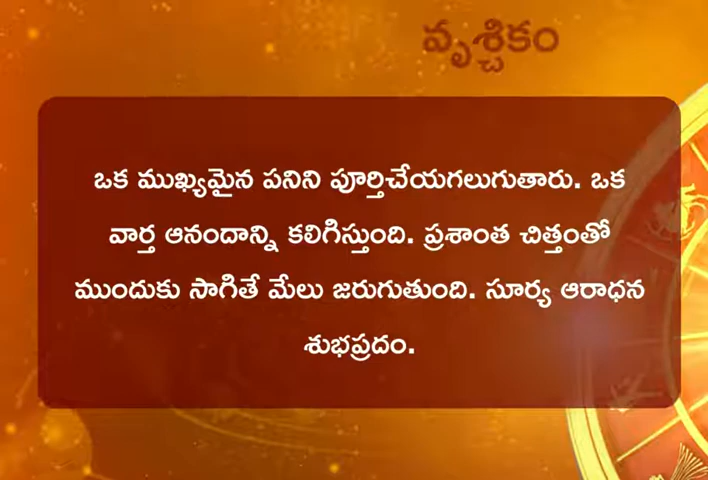 వృశ్చికం
ఒక ముఖ్యమైన పనిని పూర్తిచేయగలుగుతారు. ఒక
వార్త ఆనందాన్ని కలిగిస్తుంది. ప్రశాంత చిత్తంతో
ముందుకు సాగితే మేలు జరుగుతుంది. సూర్య ఆరాధన
శుభప్రదం.